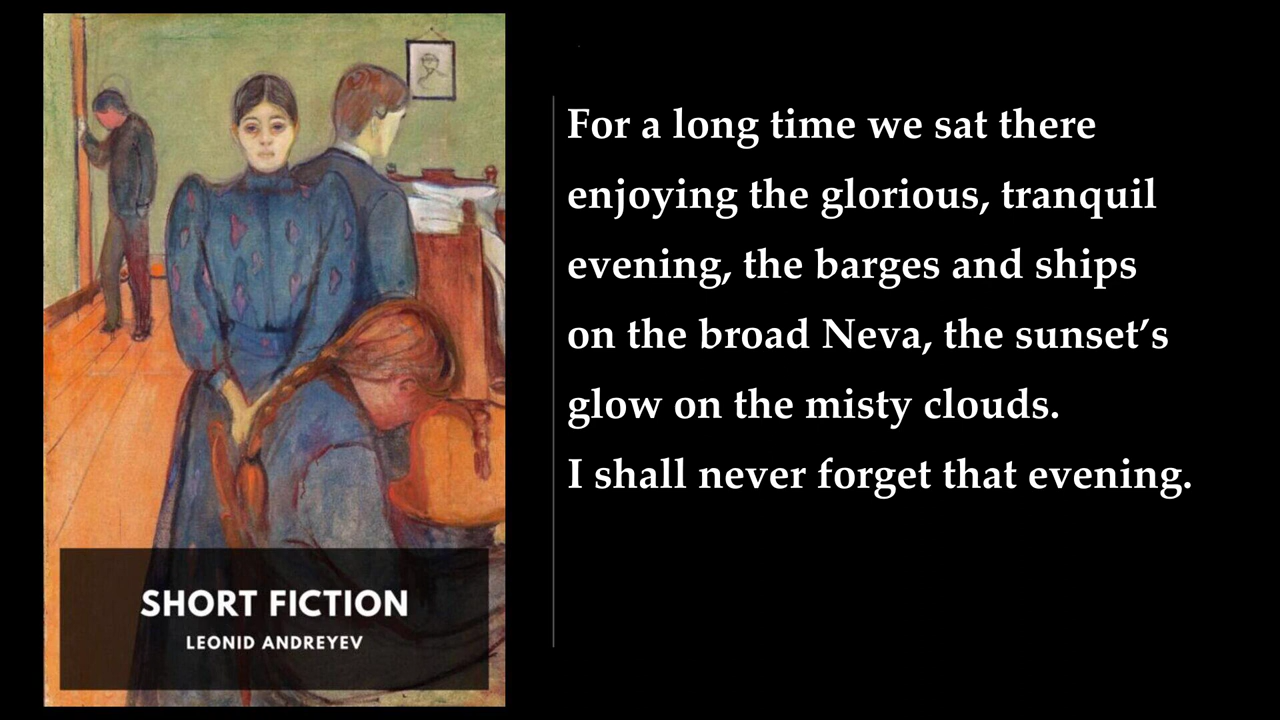 For a long time we sat there
enjoying the glorious, tranquil
evening, the barges and ships
on the broad Neva, the sunset’s
glow on the misty clouds.
I shall never forget that evening.
SHORT FICTION
LEONID ANDREYEV